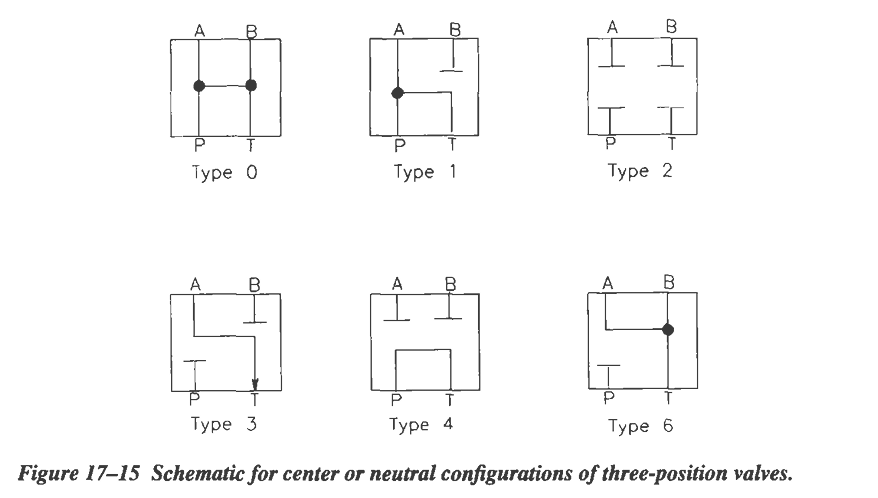 A B A B A B
P T P T P T
Type 0 Type 1 Type 2
A B A B A B
P T P T P T
Type 3 Type 4 Type 6
Figure 17–15 Schematic for center or neutral configurations of three-position valves.